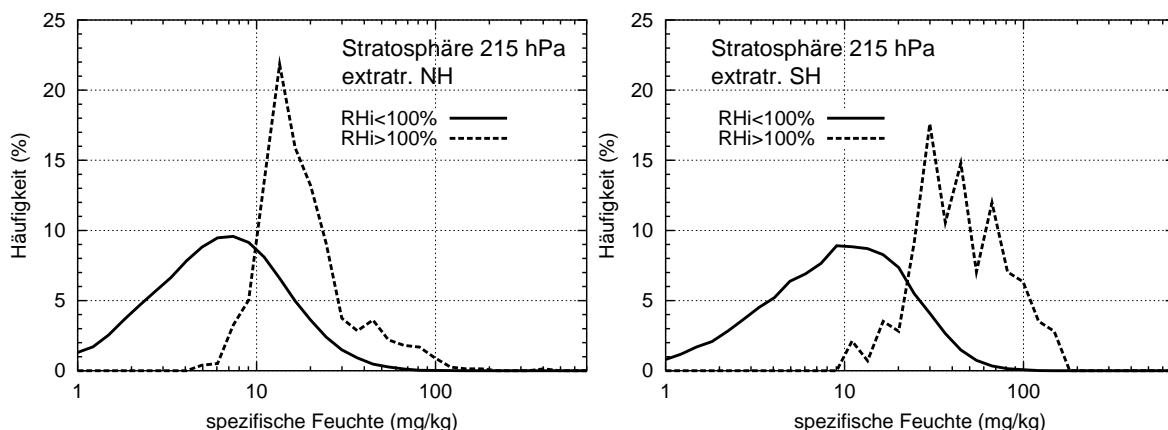 25
20
15
10
5
0
Häufigkeit (%)
Stratosphäre 215 hPa
extratr. NH
RHi<100%
RHi>100%
1
10
100
spezifische Feuchte (mg/kg)
25
20
15
10
5
0
Häufigkeit (%)
Stratosphäre 215 hPa
extratr. SH
RHi<100%
RHi>100%
1
10
100
spezifische Feuchte (mg/kg)